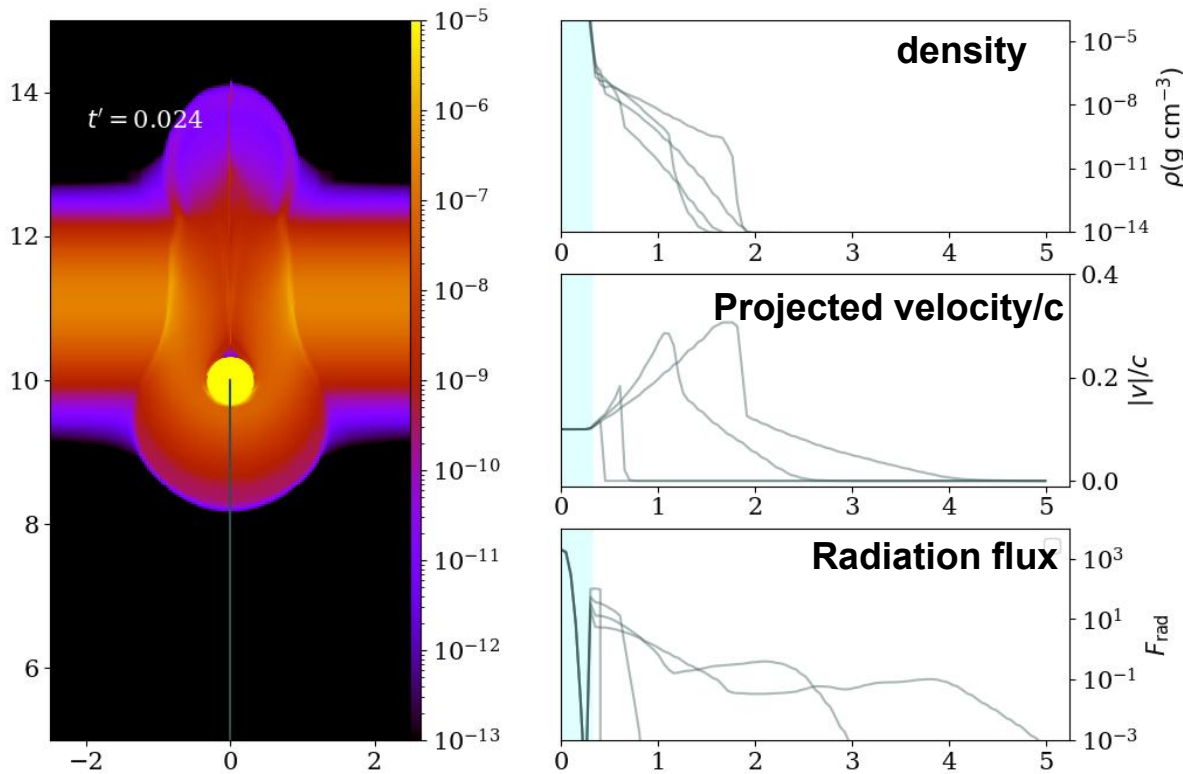 14
12
10
8
6
−2
0
2
t′ = 0.024
10⁻⁵
10⁻⁶
10⁻⁷
10⁻⁸
10⁻⁹
10⁻¹⁰
10⁻¹¹
10⁻¹²
10⁻¹³
density
10⁻⁵
10⁻⁸
10⁻¹¹
10⁻¹⁴
ρ(g cm⁻³)
0 1 2 3 4 5
Projected velocity/c
0.4
0.2
0.0
|v|/c
0 1 2 3 4 5
Radiation flux
10³
10¹
10⁻¹
10⁻³
F_rad
0 1 2 3 4 5